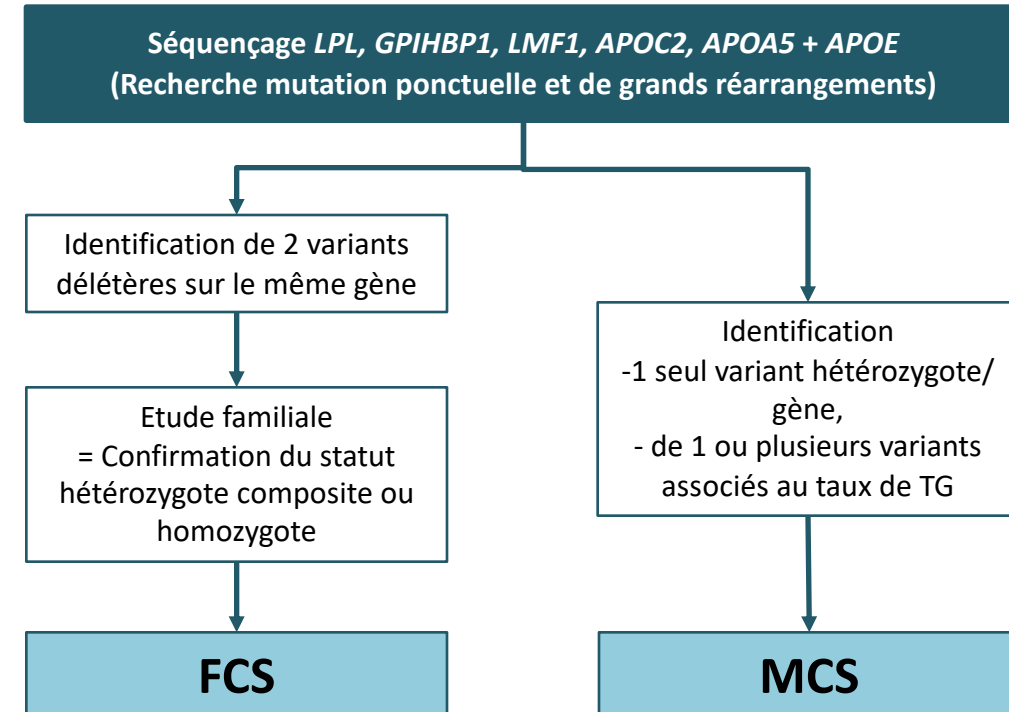 Séquençage LPL, GPIHBP1, LMF1, APOC2, APOA5 + APOE
(Recherche mutation ponctuelle et de grands réarrangements)
Identification de 2 variants
délétères sur le même gène
Etude familiale
= Confirmation du statut
hétérozygote composite ou
homozygote
FCS
Identification
-1 seul variant hétérozygote/
gène,
- de 1 ou plusieurs variants
associés au taux de TG
MCS